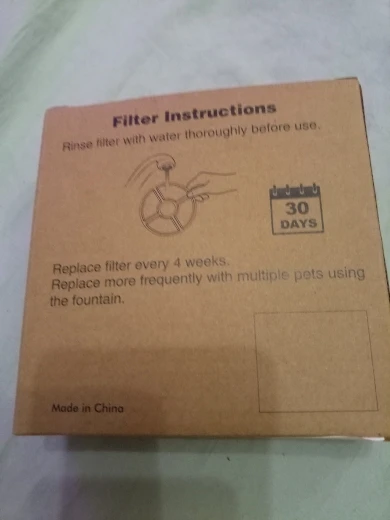 Filter Instructions
Rinse filter with water thoroughly before use.
30
DAYS
Replace filter every 4 weeks.
Replace more frequently with multiple pets using
the fountain.
Made in China